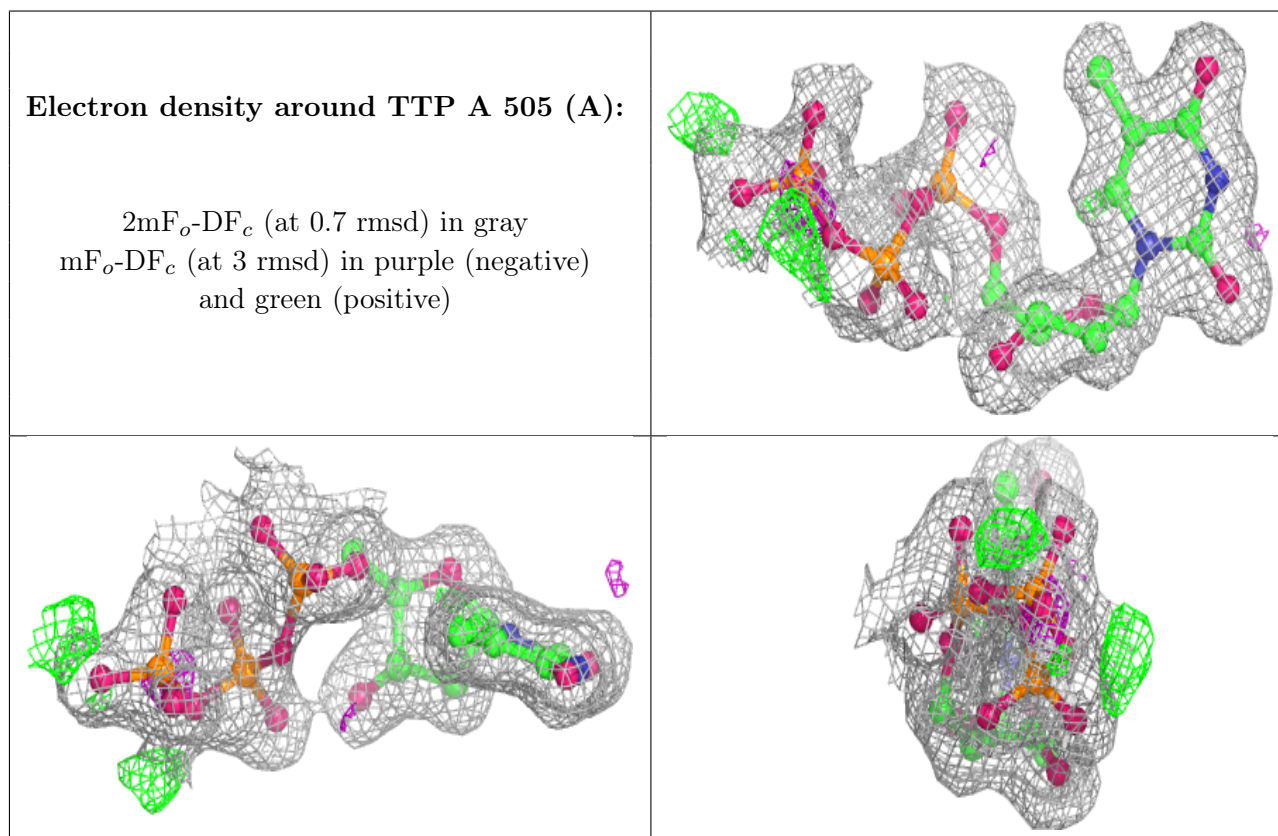 Electron density around TTP A 505 (A):
2mFo-DFc (at 0.7 rmsd) in gray
mFo-DFc (at 3 rmsd) in purple (negative)
and green (positive)